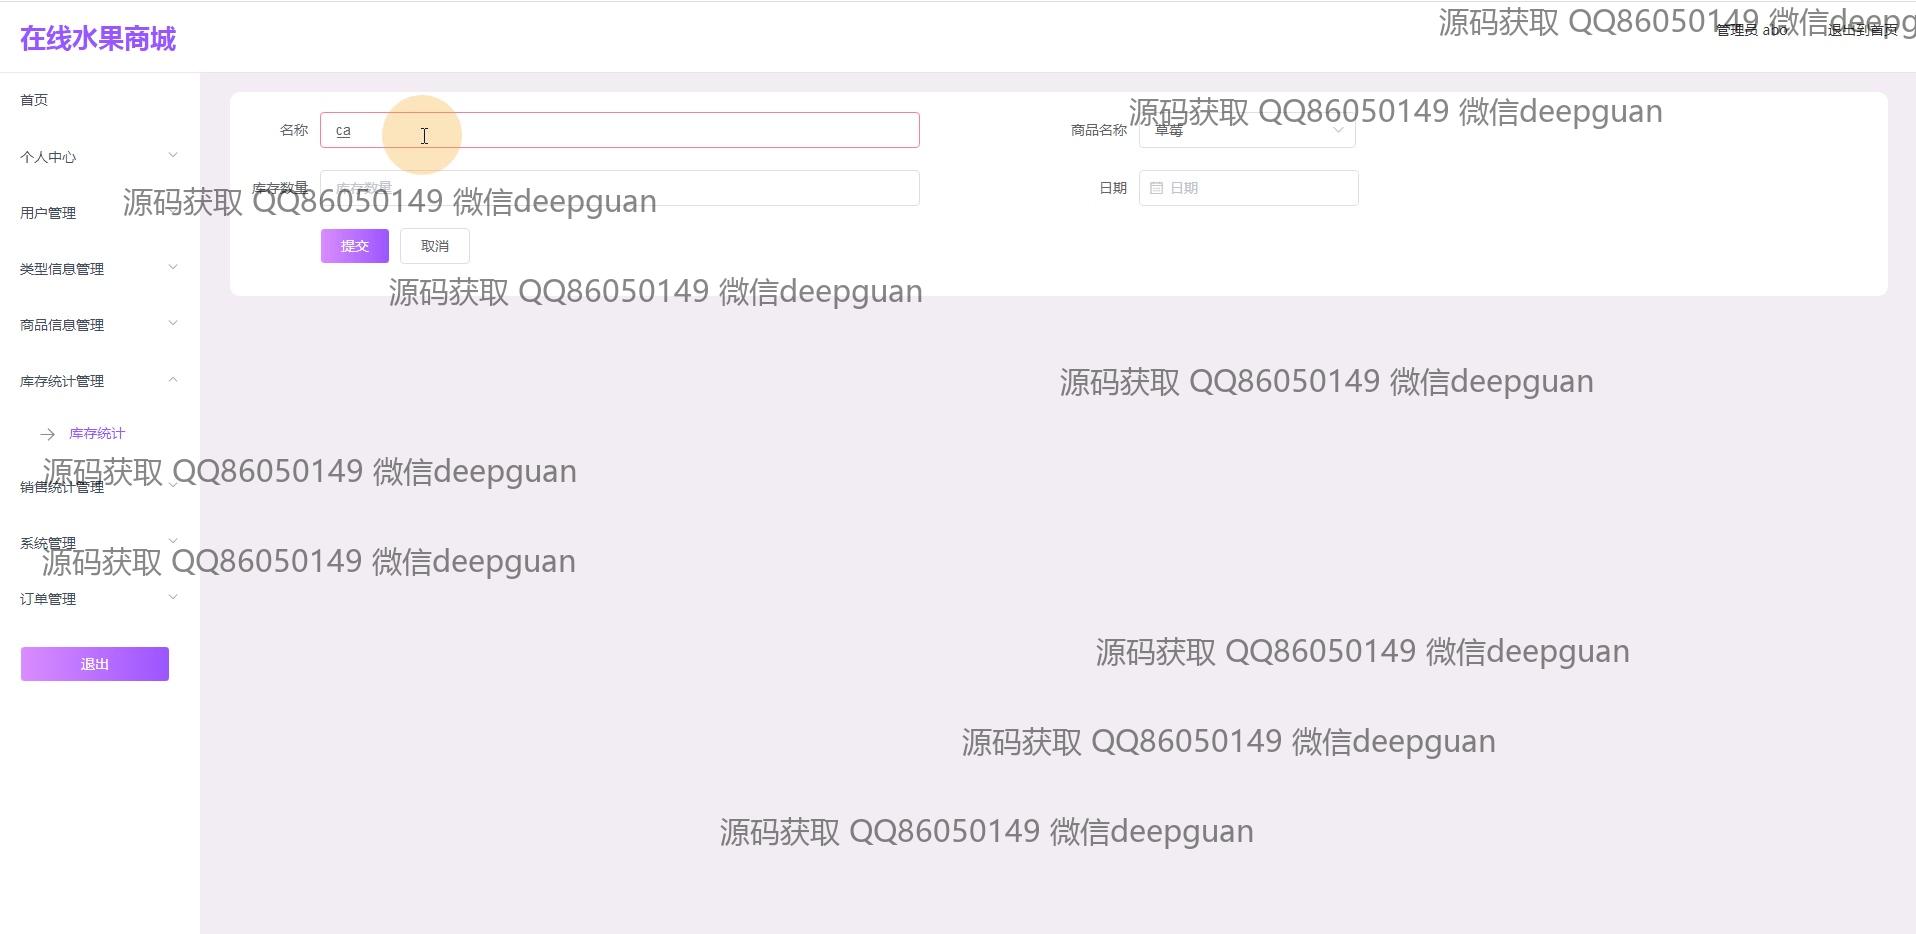 在线水果商城
源码获取 QQ86050149 微信deepg
管理员 abo
退出到首页
首页
名称
ca
源码获取 QQ86050149 微信deepguan
商品名称
草莓
个人中心
库存数量
库存数量
日期
日期
源码获取 QQ86050149 微信deepguan
用户管理
提交
取消
类型信息管理
源码获取 QQ86050149 微信deepguan
商品信息管理
库存统计管理
源码获取 QQ86050149 微信deepguan
库存统计
源码获取 QQ86050149 微信deepguan
销售统计管理
系统管理
源码获取 QQ86050149 微信deepguan
订单管理
源码获取 QQ86050149 微信deepguan
退出
源码获取 QQ86050149 微信deepguan
源码获取 QQ86050149 微信deepguan